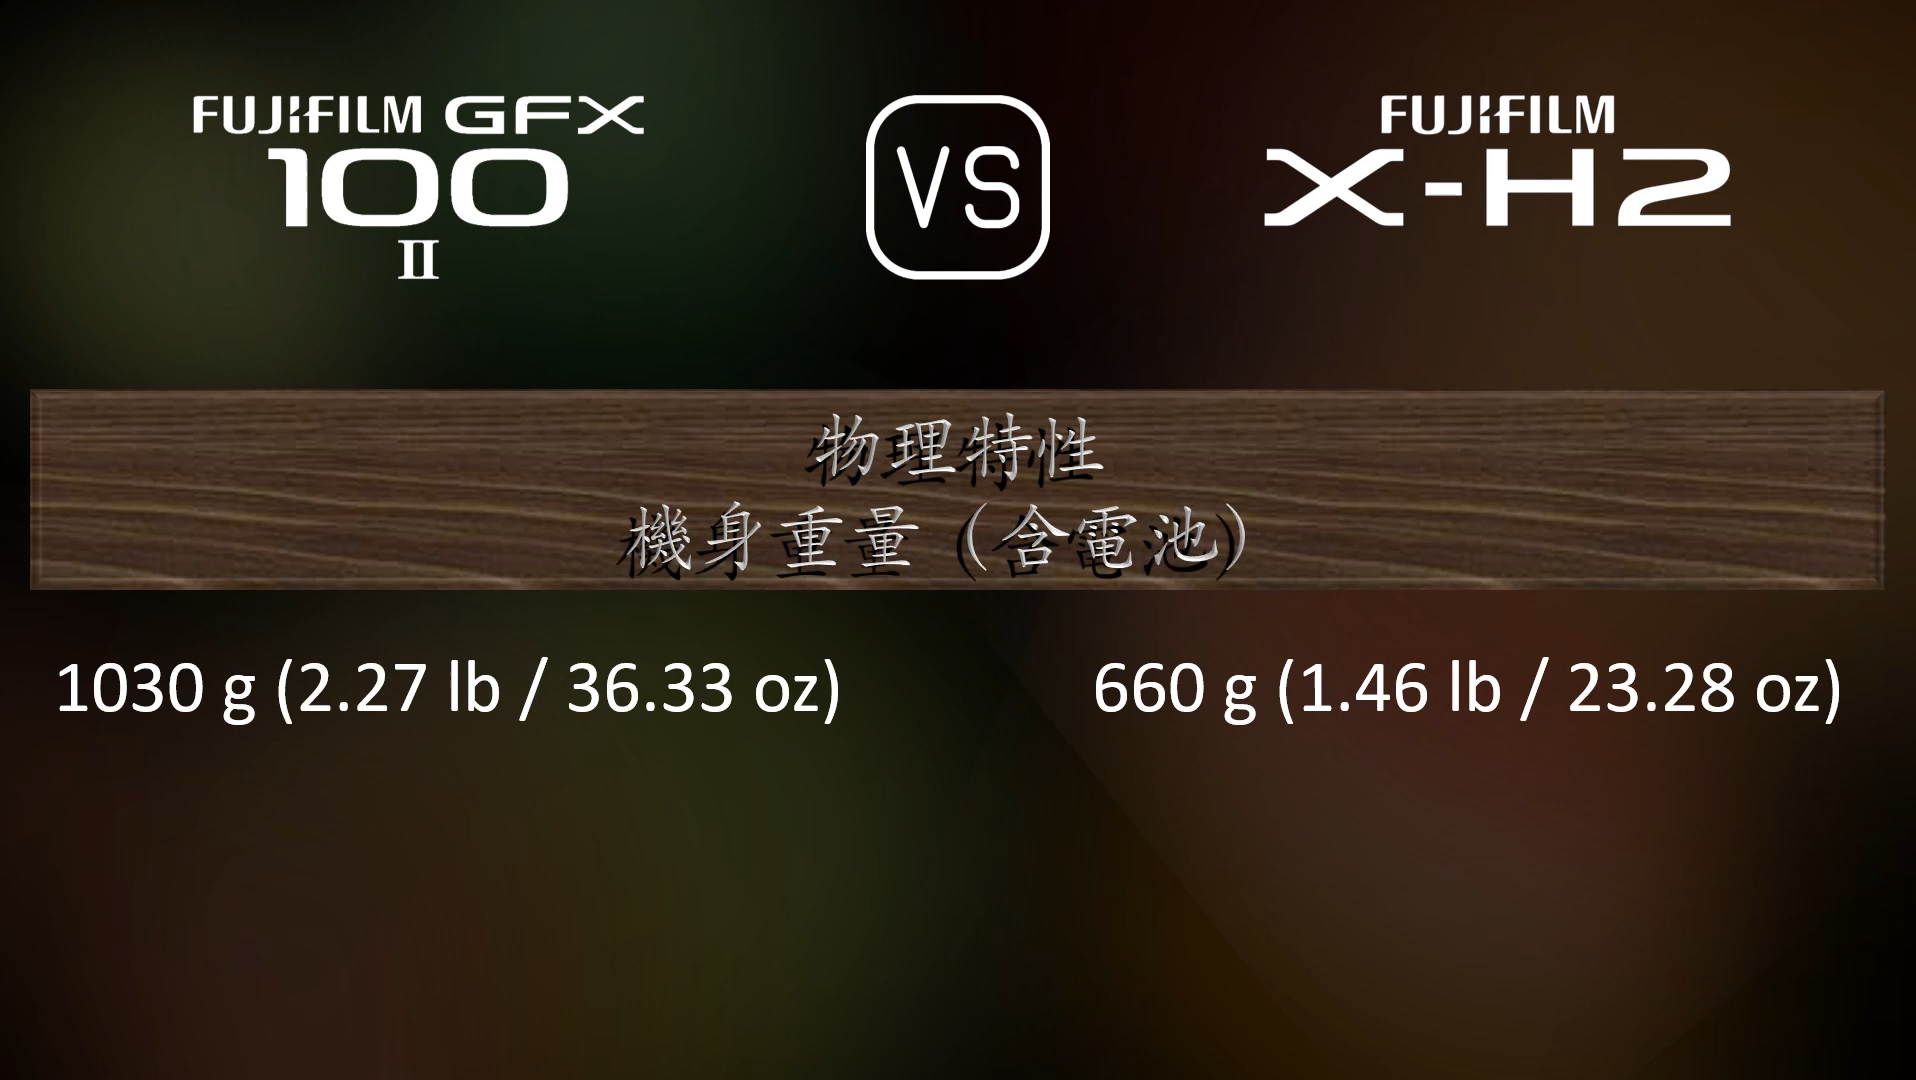 FUJIFILM GFX
100
II
VS
FUJIFILM
X-H2
物理特性
機身重量（含電池）
1030 g (2.27 lb / 36.33 oz)
660 g (1.46 lb / 23.28 oz)